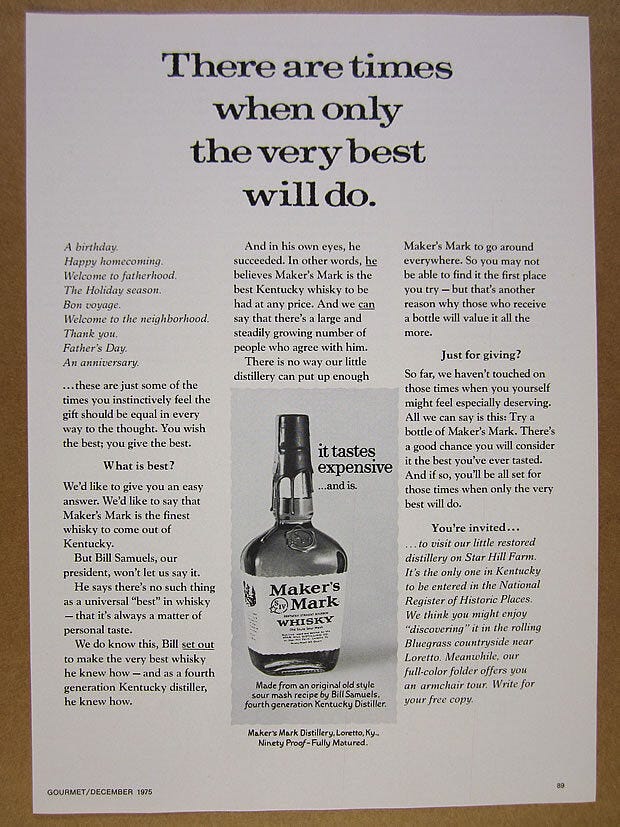 There are times
when only
the very best
will do.
A birthday.
Happy homecoming.
Welcome to fatherhood.
The Holiday season.
Bon voyage.
Welcome to the neighborhood.
Thank you.
Father's Day.
An anniversary.
...these are just some of the
times you instinctively feel the
gift should be equal in every
way to the thought. You wish
the best; you give the best.
What is best?
We'd like to give you an easy
answer. We'd like to say that
Maker's Mark is the finest
whisky to come out of
Kentucky.
But Bill Samuels, our
president, won't let us say it.
He says there's no such thing
as a universal "best" in whisky
— that it's always a matter of
personal taste.
We do know this, Bill set out
to make the very best whisky
he knew how — and as a fourth
generation Kentucky distiller,
he knew how.
And in his own eyes, he
succeeded. In other words, he
believes Maker's Mark is the
best Kentucky whisky to be
had at any price. And we can
say that there's a large and
steadily growing number of
people who agree with him.
There is no way our little
distillery can put up enough
it tastes
expensive
...and is.
Maker's
Mark
SIV
WHISKY
Made from an original old style
sour mash recipe by Bill Samuels,
fourth generation Kentucky Distiller.
Maker's Mark Distillery, Loretto, Ky.,
Ninety Proof–Fully Matured.
Maker's Mark to go around
everywhere. So you may not
be able to find it the first place
you try — but that's another
reason why those who receive
a bottle will value it all the
more.
Just for giving?
So far, we haven't touched on
those times when you yourself
might feel especially deserving.
All we can say is this: Try a
bottle of Maker's Mark. There's
a good chance you will consider
it the best you've ever tasted.
And if so, you'll be all set for
those times when only the very
best will do.
You're invited...
...to visit our little restored
distillery on Star Hill Farm.
It's the only one in Kentucky
to be entered in the National
Register of Historic Places.
We think you might enjoy
"discovering" it in the rolling
Bluegrass countryside near
Loretto. Meanwhile, our
full-color folder offers you
an armchair tour. Write for
your free copy.
GOURMET/DECEMBER 1975
89